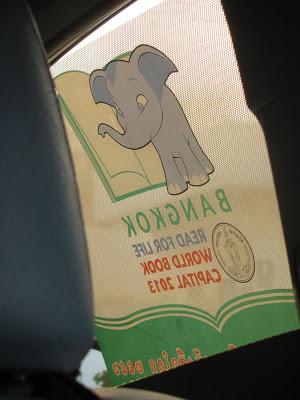 BANGKOK
READ FOR LIFE
WORLD BOOK
CAPITAL 2013